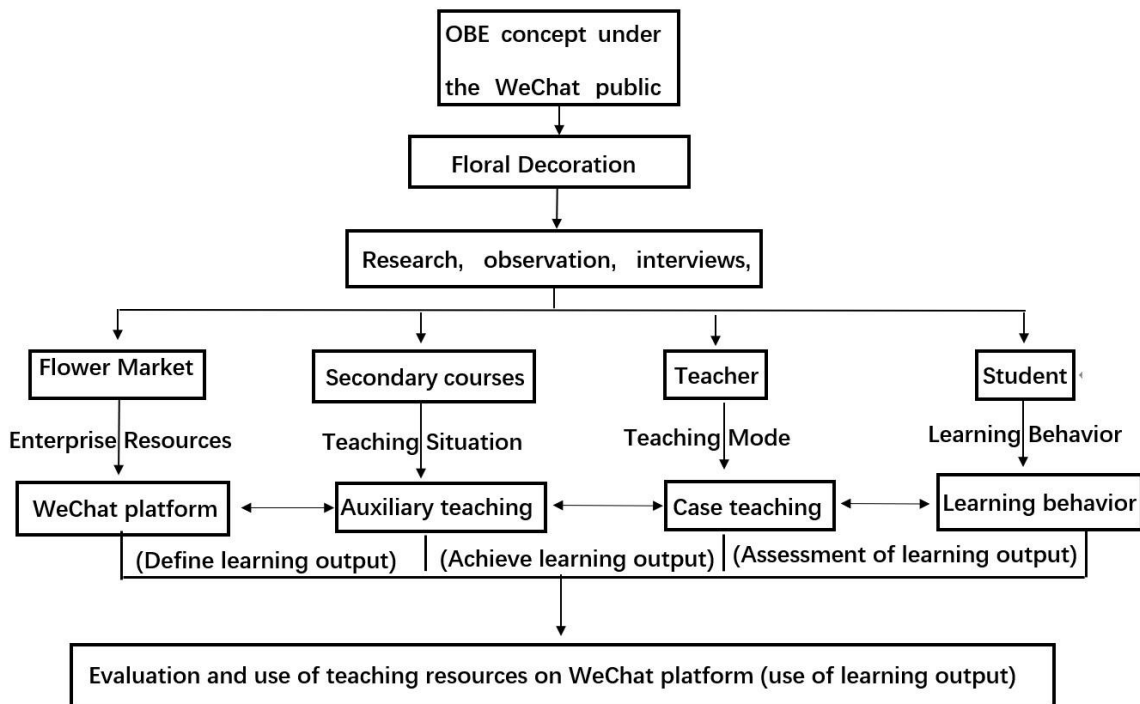 OBE concept under
the WeChat public
Floral Decoration
Research, observation, interviews,
Flower Market
Secondary courses
Teacher
Student
Enterprise Resources
Teaching Situation
Teaching Mode
Learning Behavior
WeChat platform
Auxiliary teaching
Case teaching
Learning behavior
(Define learning output)
(Achieve learning output)
(Assessment of learning output)
Evaluation and use of teaching resources on WeChat platform (use of learning output)